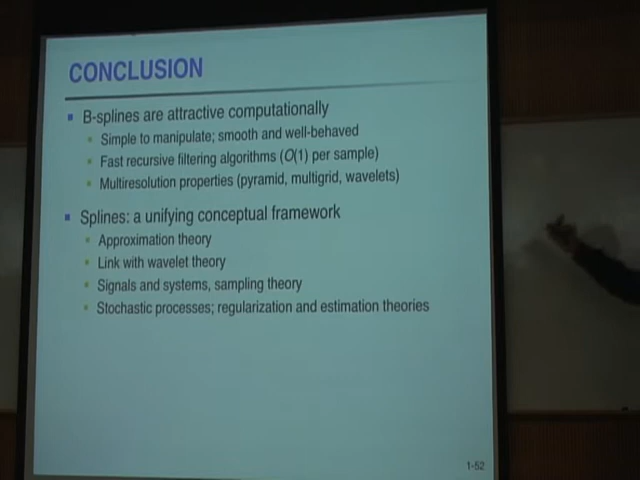 CONCLUSION
B-splines are attractive computationally
Simple to manipulate; smooth and well-behaved
Fast recursive filtering algorithms (O(1) per sample)
Multiresolution properties (pyramid, multigrid, wavelets)
Splines: a unifying conceptual framework
Approximation theory
Link with wavelet theory
Signals and systems, sampling theory
Stochastic processes; regularization and estimation theories
1-52